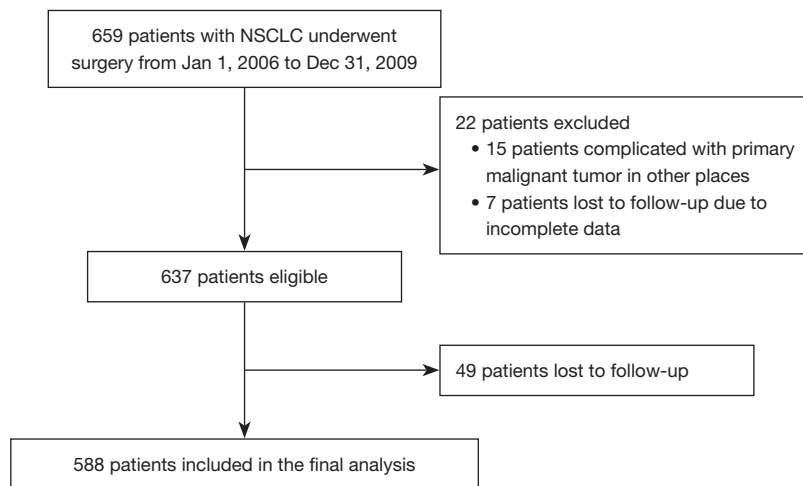 659 patients with NSCLC underwent
surgery from Jan 1, 2006 to Dec 31, 2009
22 patients excluded
• 15 patients complicated with primary
malignant tumor in other places
• 7 patients lost to follow-up due to
incomplete data
637 patients eligible
49 patients lost to follow-up
588 patients included in the final analysis